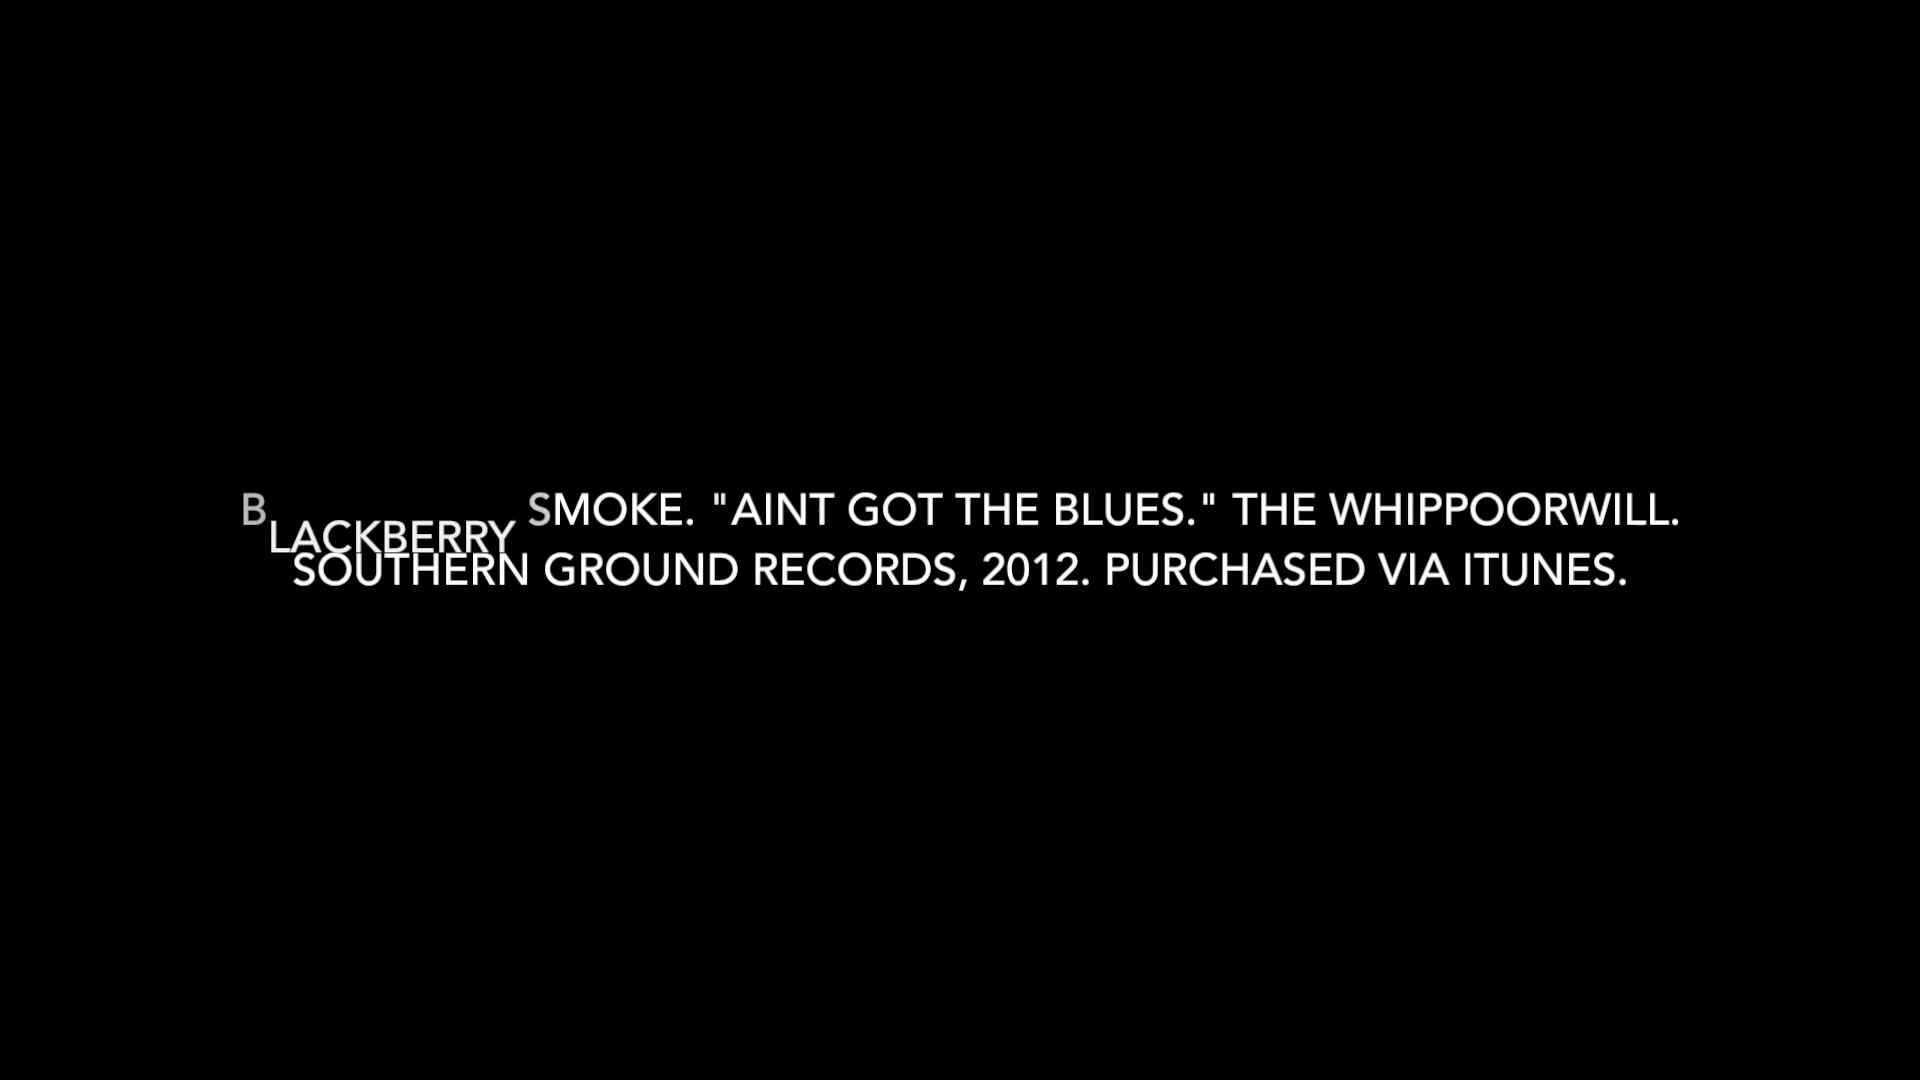 BLACKBERRY SMOKE. "AINT GOT THE BLUES." THE WHIPPOORWILL.
SOUTHERN GROUND RECORDS, 2012. PURCHASED VIA ITUNES.